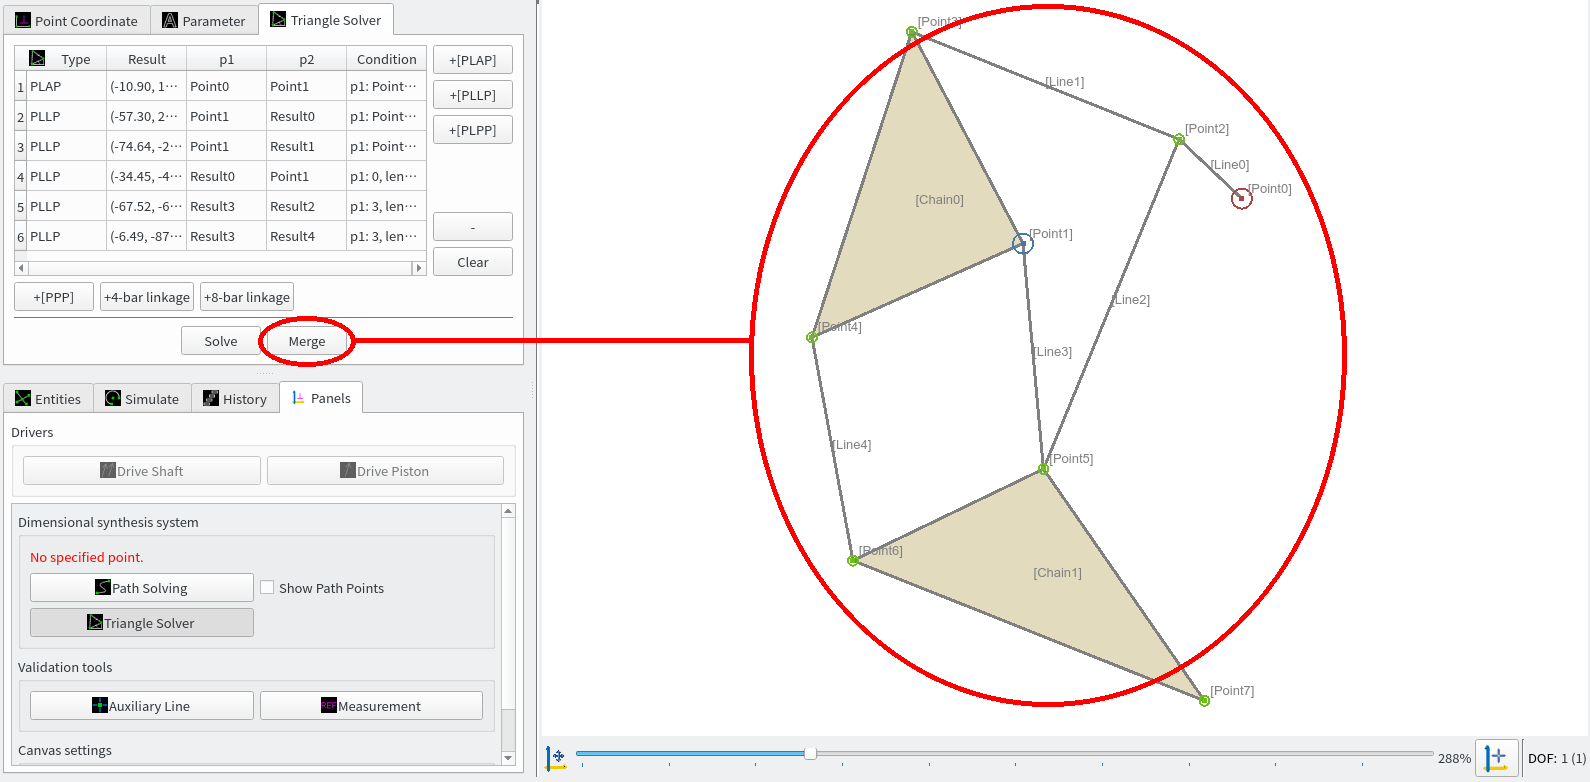 Point Coordinate Parameter Triangle Solver
Type Result p1 p2 Condition
1 PLAP (-10.90, 1··· Point0 Point1 p1: Point···
2 PLLP (-57.30, 2··· Point1 Result0 p1: Point···
3 PLLP (-74.64, -2··· Point1 Result1 p1: Point···
4 PLLP (-34.45, -4··· Result0 Point1 p1: 0, len···
5 PLLP (-67.52, -6··· Result3 Result2 p1: 3, len···
6 PLLP (-6.49, -87··· Result3 Result4 p1: 3, len···
+[PLAP]
+[PLLP]
+[PLPP]
-
Clear
+[PPP] +4-bar linkage +8-bar linkage
Solve Merge
Entities Simulate History Panels
Drivers
Drive Shaft Drive Piston
Dimensional synthesis system
No specified point.
Path Solving Show Path Points
Triangle Solver
Validation tools
Auxiliary Line REF Measurement
Canvas settings
[Point3]
[Line1]
[Point2]
[Line0]
[Point0]
[Chain0]
[Point1]
[Line2]
[Point4]
[Line3]
[Line4]
[Point5]
[Point6]
[Chain1]
[Point7]
288% DOF: 1 (1)